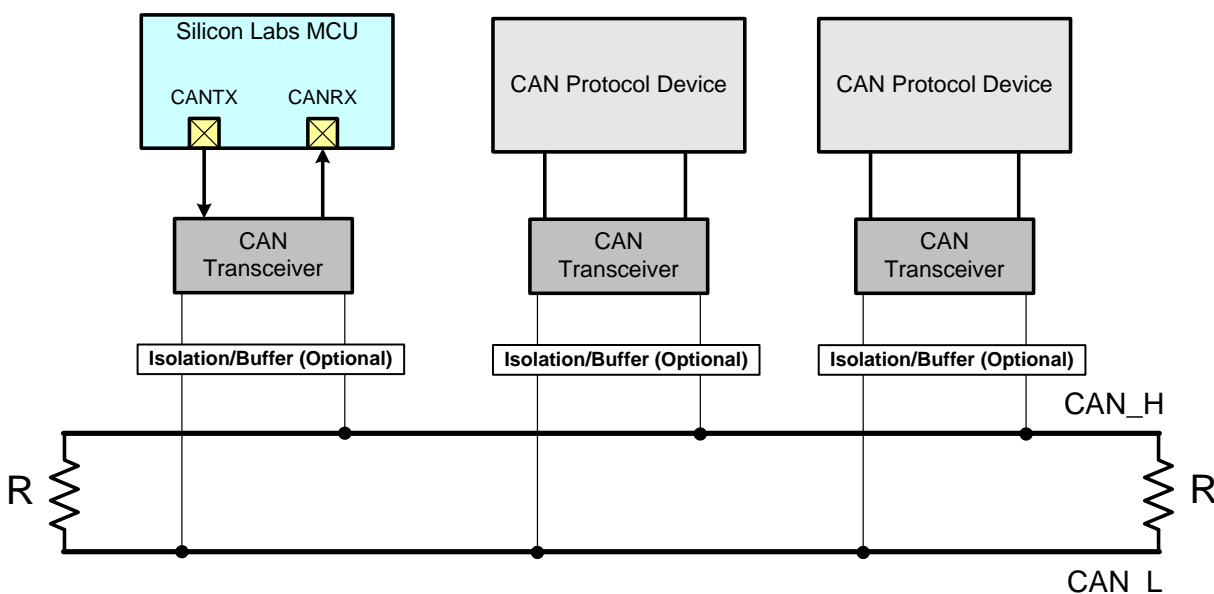 Silicon Labs MCU
CANTX
CANRX
CAN Protocol Device
CAN Protocol Device
CAN
Transceiver
CAN
Transceiver
CAN
Transceiver
Isolation/Buffer (Optional)
Isolation/Buffer (Optional)
Isolation/Buffer (Optional)
CAN_H
R
R
CAN_L